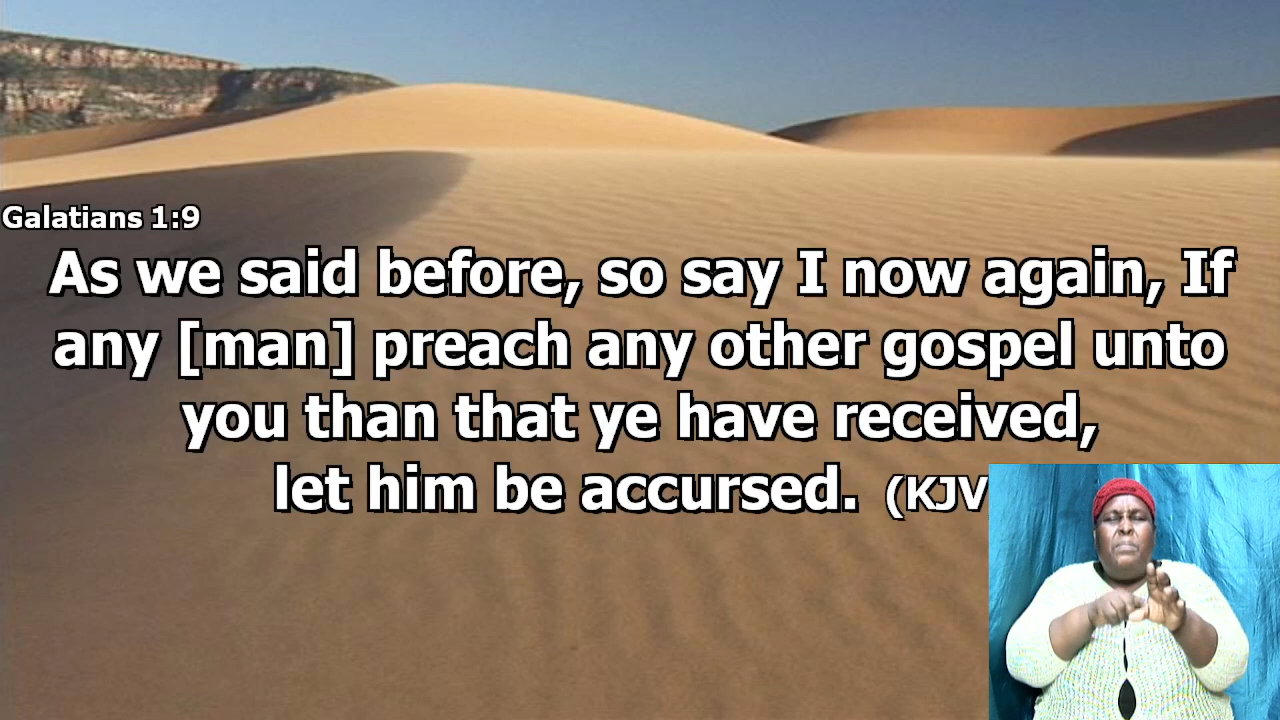 Galatians 1:9
As we said before, so say I now again, If
any [man] preach any other gospel unto
you than that ye have received,
let him be accursed. (KJV